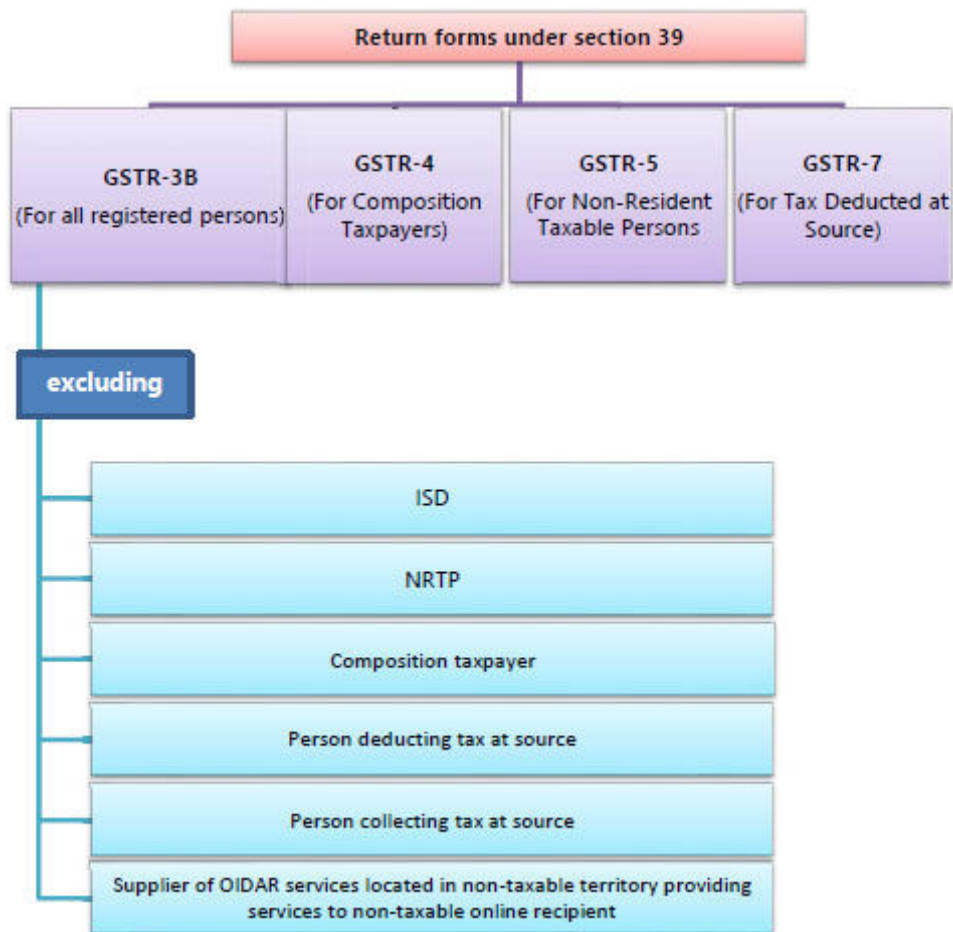 Return forms under section 39
GSTR-3B
(For all registered persons)
GSTR-4
(For Composition
Taxpayers)
GSTR-5
(For Non-Resident
Taxable Persons
GSTR-7
(For Tax Deducted at
Source)
excluding
ISD
NRTP
Composition taxpayer
Person deducting tax at source
Person collecting tax at source
Supplier of OIDAR services located in non-taxable territory providing
services to non-taxable online recipient